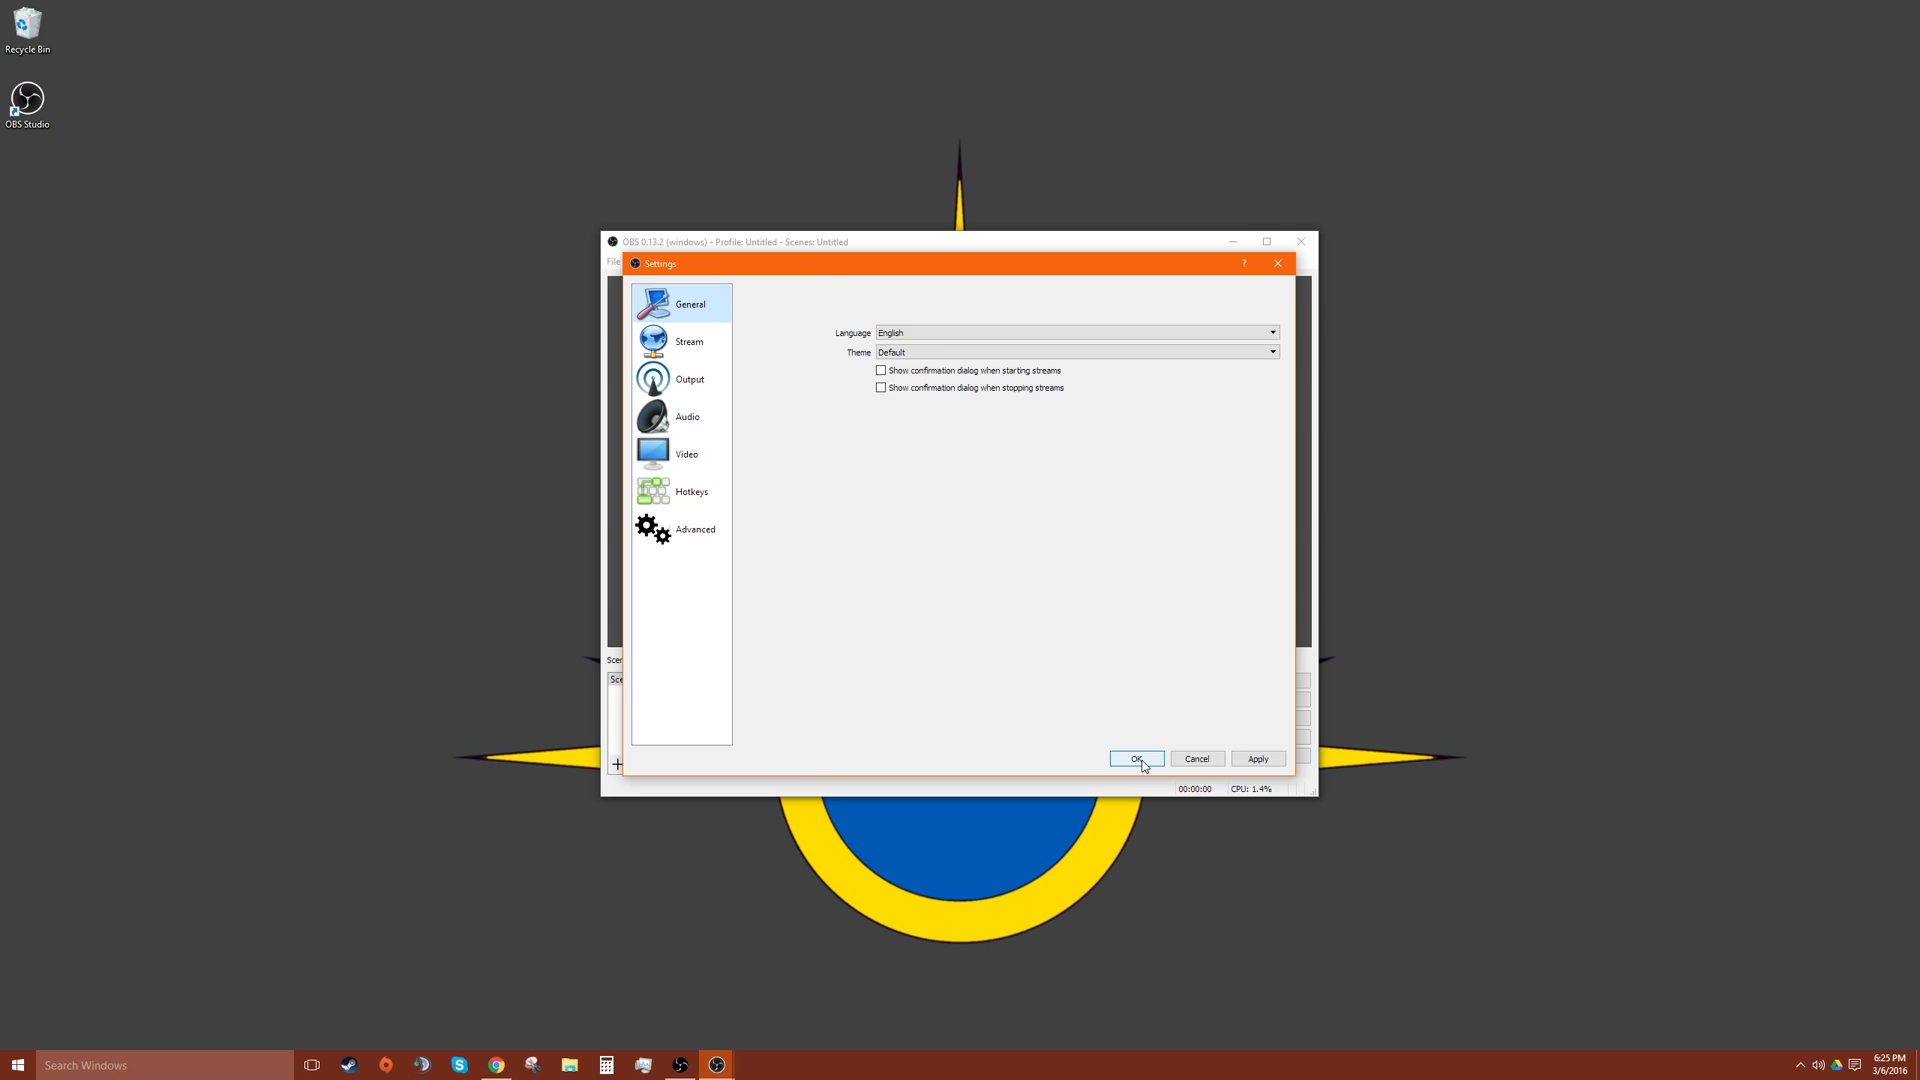 Recycle Bin
OBS Studio
OBS 0.13.2 (windows) - Profile: Untitled - Scenes: Untitled
File
Settings
?
General
Stream
Output
Audio
Video
Hotkeys
Advanced
Language English
Theme Default
Show confirmation dialog when starting streams
Show confirmation dialog when stopping streams
Scen
Sce
OK Cancel Apply
00:00:00 CPU: 1.4%
Search Windows
6:25 PM
3/6/2016